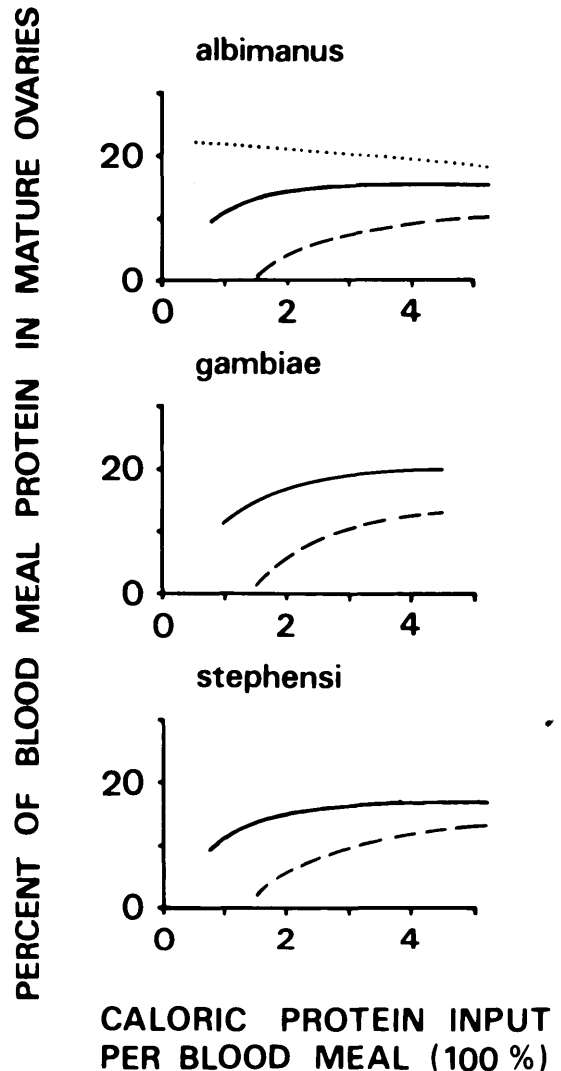 PERCENT OF BLOOD MEAL PROTEIN IN MATURE OVARIES
albimanus
20
0
0 2 4
gambiae
20
0
0 2 4
stephensi
20
0
0 2 4
CALORIC PROTEIN INPUT
PER BLOOD MEAL (100 %)